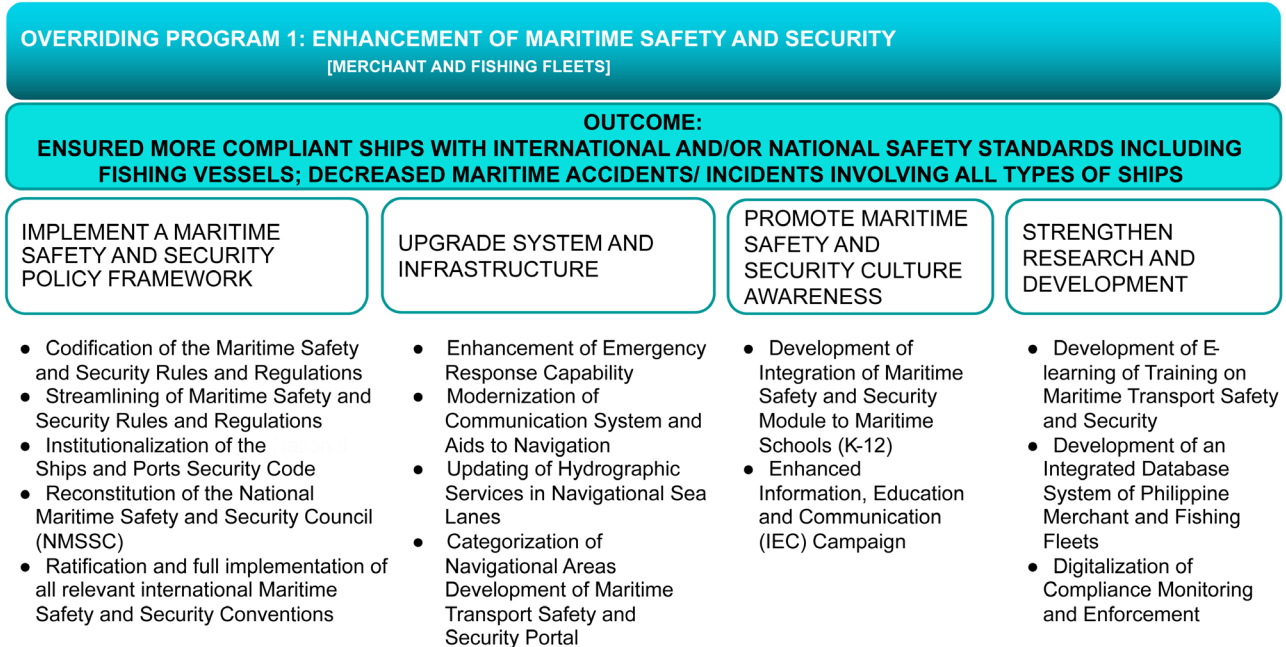 OVERRIDING PROGRAM 1: ENHANCEMENT OF MARITIME SAFETY AND SECURITY
[MERCHANT AND FISHING FLEETS]
OUTCOME:
ENSURED MORE COMPLIANT SHIPS WITH INTERNATIONAL AND/OR NATIONAL SAFETY STANDARDS INCLUDING
FISHING VESSELS; DECREASED MARITIME ACCIDENTS/ INCIDENTS INVOLVING ALL TYPES OF SHIPS
IMPLEMENT A MARITIME
SAFETY AND SECURITY
POLICY FRAMEWORK
● Codification of the Maritime Safety
and Security Rules and Regulations
● Streamlining of Maritime Safety and
Security Rules and Regulations
● Institutionalization of the
Ships and Ports Security Code
● Reconstitution of the National
Maritime Safety and Security Council
(NMSSC)
● Ratification and full implementation of
all relevant international Maritime
Safety and Security Conventions
UPGRADE SYSTEM AND
INFRASTRUCTURE
● Enhancement of Emergency
Response Capability
● Modernization of
Communication System and
Aids to Navigation
● Updating of Hydrographic
Services in Navigational Sea
Lanes
● Categorization of
Navigational Areas
Development of Maritime
Transport Safety and
Security Portal
PROMOTE MARITIME
SAFETY AND
SECURITY CULTURE
AWARENESS
● Development of
Integration of Maritime
Safety and Security
Module to Maritime
Schools (K-12)
● Enhanced
Information, Education
and Communication
(IEC) Campaign
STRENGTHEN
RESEARCH AND
DEVELOPMENT
● Development of E-
learning of Training on
Maritime Transport Safety
and Security
● Development of an
Integrated Database
System of Philippine
Merchant and Fishing
Fleets
● Digitalization of
Compliance Monitoring
and Enforcement